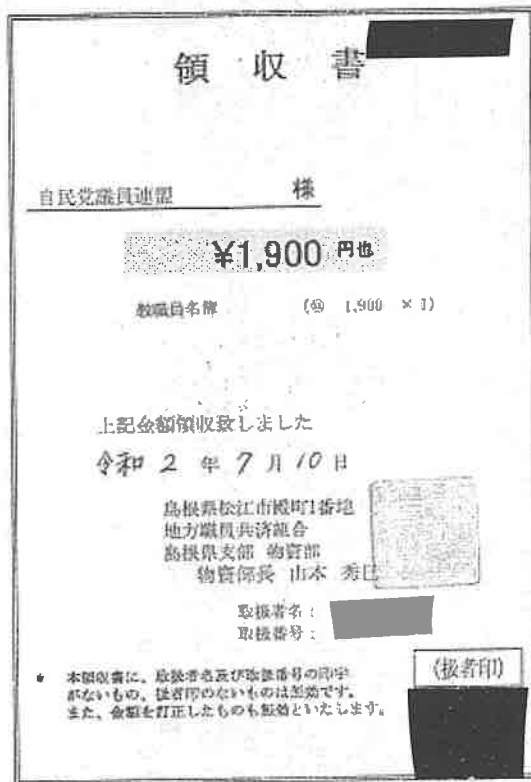 領収書
自民党議員連盟 様
¥1,900 円也
教職員名簿 (@ 1,900 × 1)
上記金額領収致しました
令和 2 年 7 月 10 日
島根県松江市殿町1番地
地方職員共済組合
島根県支部 物資部
物資部長 山本 秀巳
取扱者名:
取扱番号:
* 本領収書に、取扱者名及び取扱番号の印字
がないもの、扱者印のないものは無効です。
また、金額を訂正したものも無効といたします。
(扱者印)